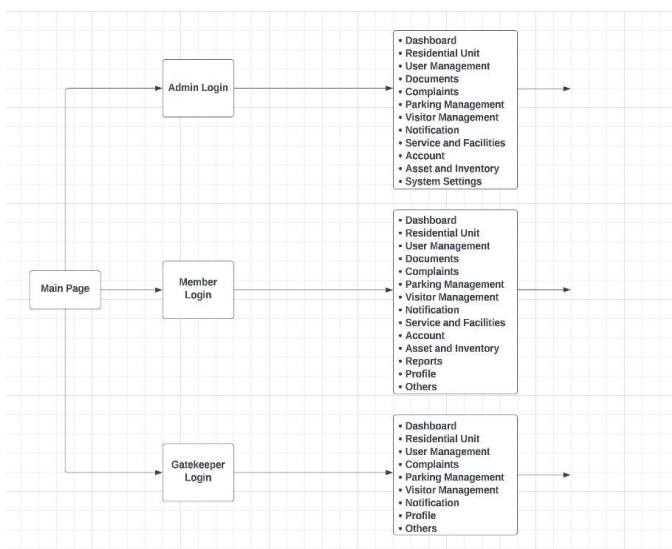 Main Page
Admin Login
• Dashboard
• Residential Unit
• User Management
• Documents
• Complaints
• Parking Management
• Visitor Management
• Notification
• Service and Facilities
• Account
• Asset and Inventory
• System Settings
Member
Login
• Dashboard
• Residential Unit
• User Management
• Documents
• Complaints
• Parking Management
• Visitor Management
• Notification
• Service and Facilities
• Account
• Asset and Inventory
• Reports
• Profile
• Others
Gatekeeper
Login
• Dashboard
• Residential Unit
• User Management
• Complaints
• Parking Management
• Visitor Management
• Notification
• Profile
• Others